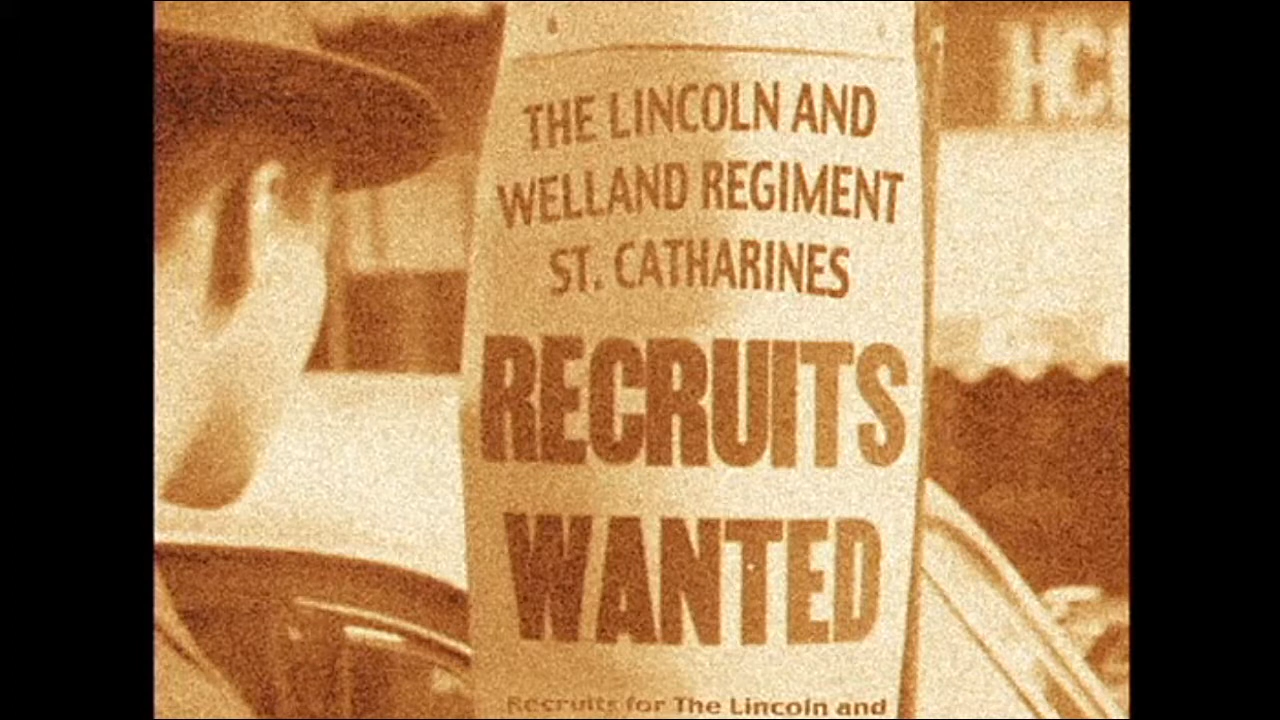 THE LINCOLN AND
WELLAND REGIMENT
ST. CATHARINES
RECRUITS
WANTED
Recruits for The Lincoln and